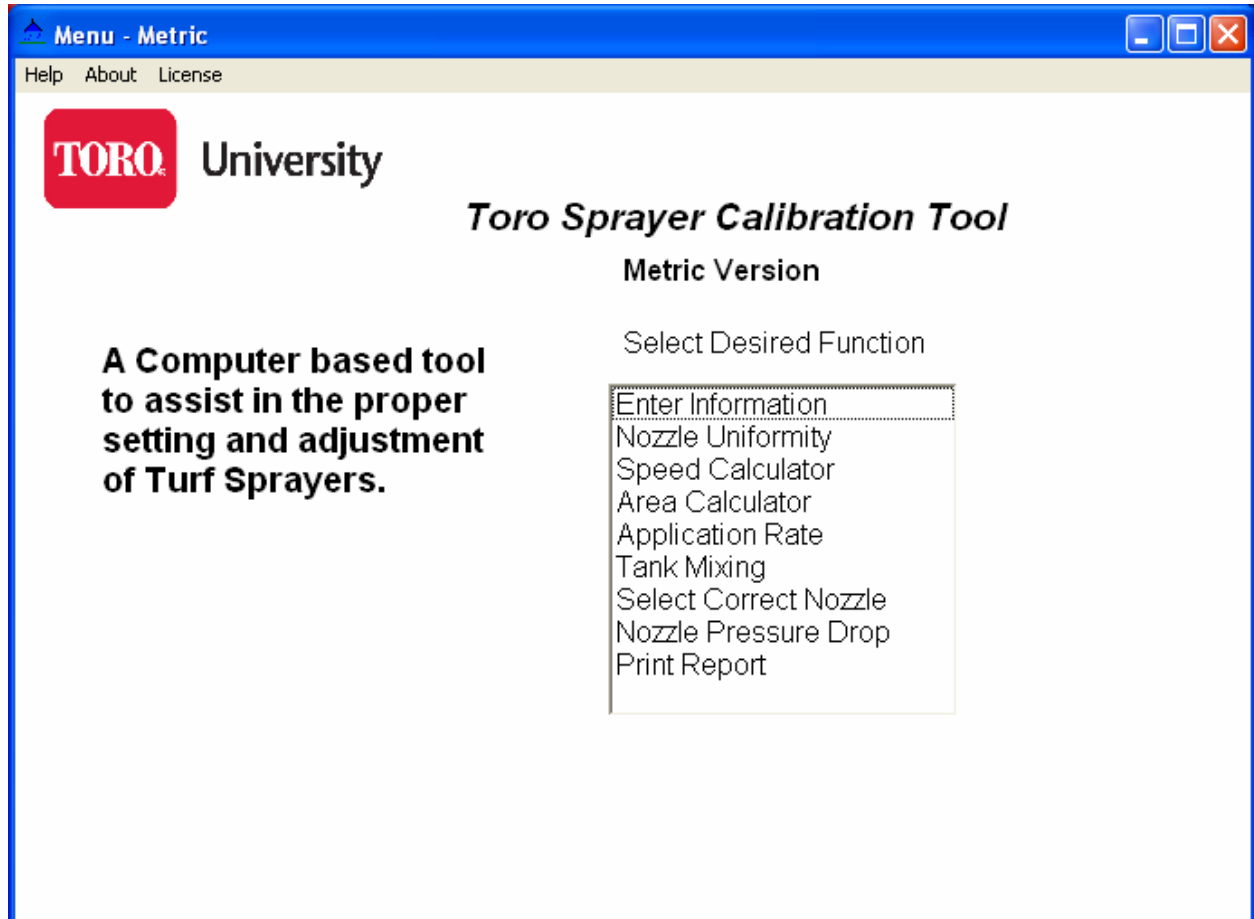 Menu - Metric
Help About License
TORO® University
Toro Sprayer Calibration Tool
Metric Version
Select Desired Function
A Computer based tool
to assist in the proper
setting and adjustment
of Turf Sprayers.
Enter Information
Nozzle Uniformity
Speed Calculator
Area Calculator
Application Rate
Tank Mixing
Select Correct Nozzle
Nozzle Pressure Drop
Print Report